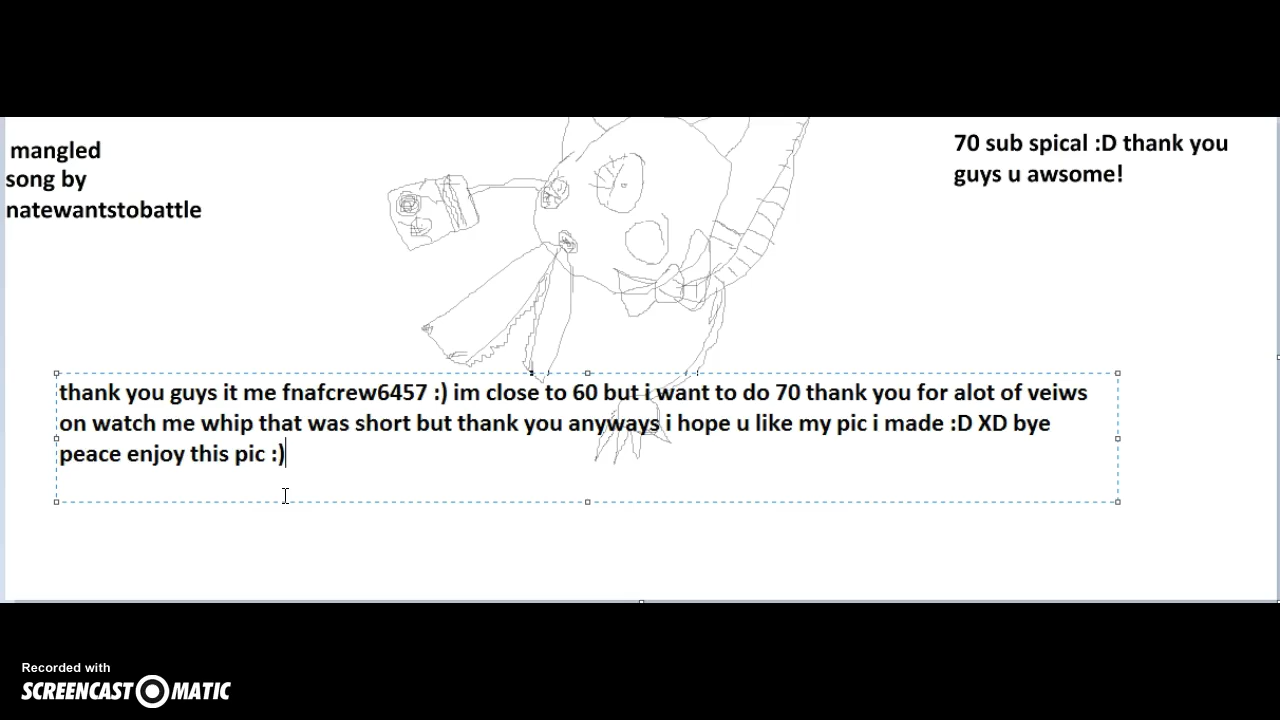 mangled
song by
natewantstobattle
70 sub spical :D thank you
guys u awsome!
thank you guys it me fnafcrew6457 :) im close to 60 but i want to do 70 thank you for alot of veiws
on watch me whip that was short but thank you anyways i hope u like my pic i made :D XD bye
peace enjoy this pic :)
Recorded with
SCREENCAST MATIC